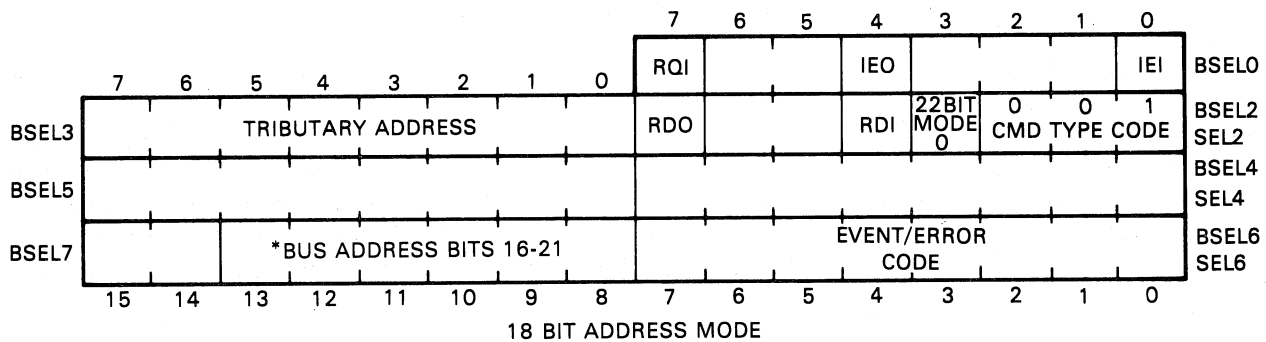 7 6 5 4 3 2 1 0
RQI IEO IEI BSEL0
7 6 5 4 3 2 1 0
BSEL3 TRIBUTARY ADDRESS RDO RDI 22BIT MODE 0 0 0 1 CMD TYPE CODE BSEL2 SEL2
BSEL5 BSEL4 SEL4
BSEL7 *BUS ADDRESS BITS 16-21 EVENT/ERROR CODE BSEL6 SEL6
15 14 13 12 11 10 9 8 7 6 5 4 3 2 1 0
18 BIT ADDRESS MODE